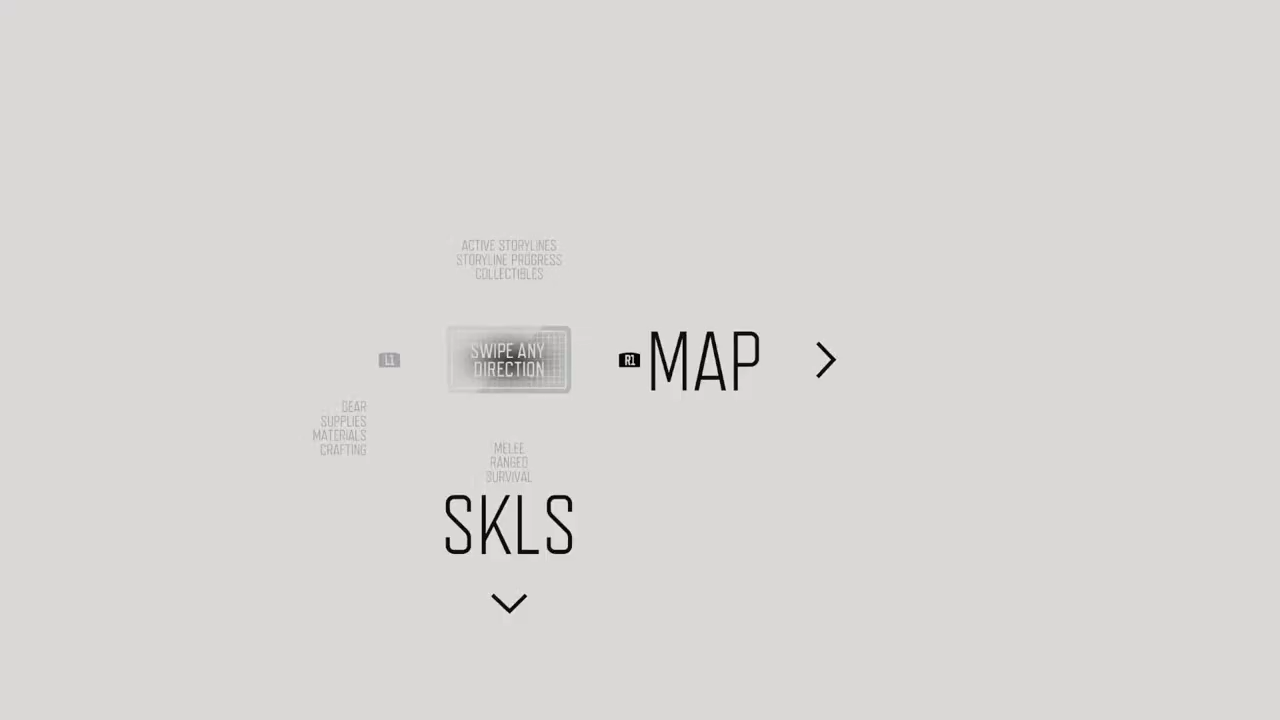 ACTIVE STORYLINES
STORYLINE PROGRESS
COLLECTIBLES
L1
SWIPE ANY
DIRECTION
R1 MAP
GEAR
SUPPLIES
MATERIALS
CRAFTING
MELEE
RANGED
SURVIVAL
SKLS